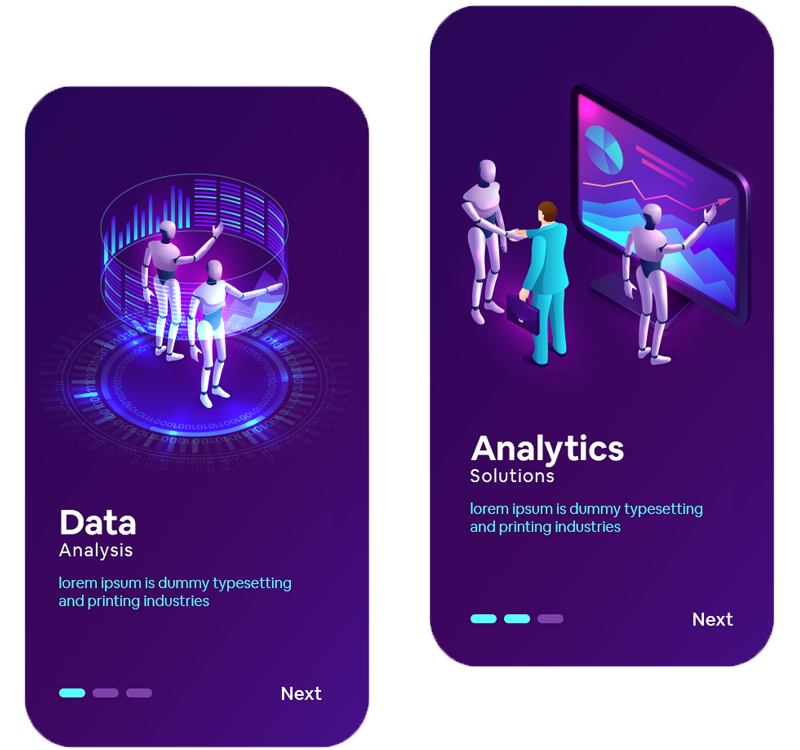 Data
Analysis
lorem ipsum is dummy typesetting
and printing industries
Next
Analytics
Solutions
lorem ipsum is dummy typesetting
and printing industries
Next